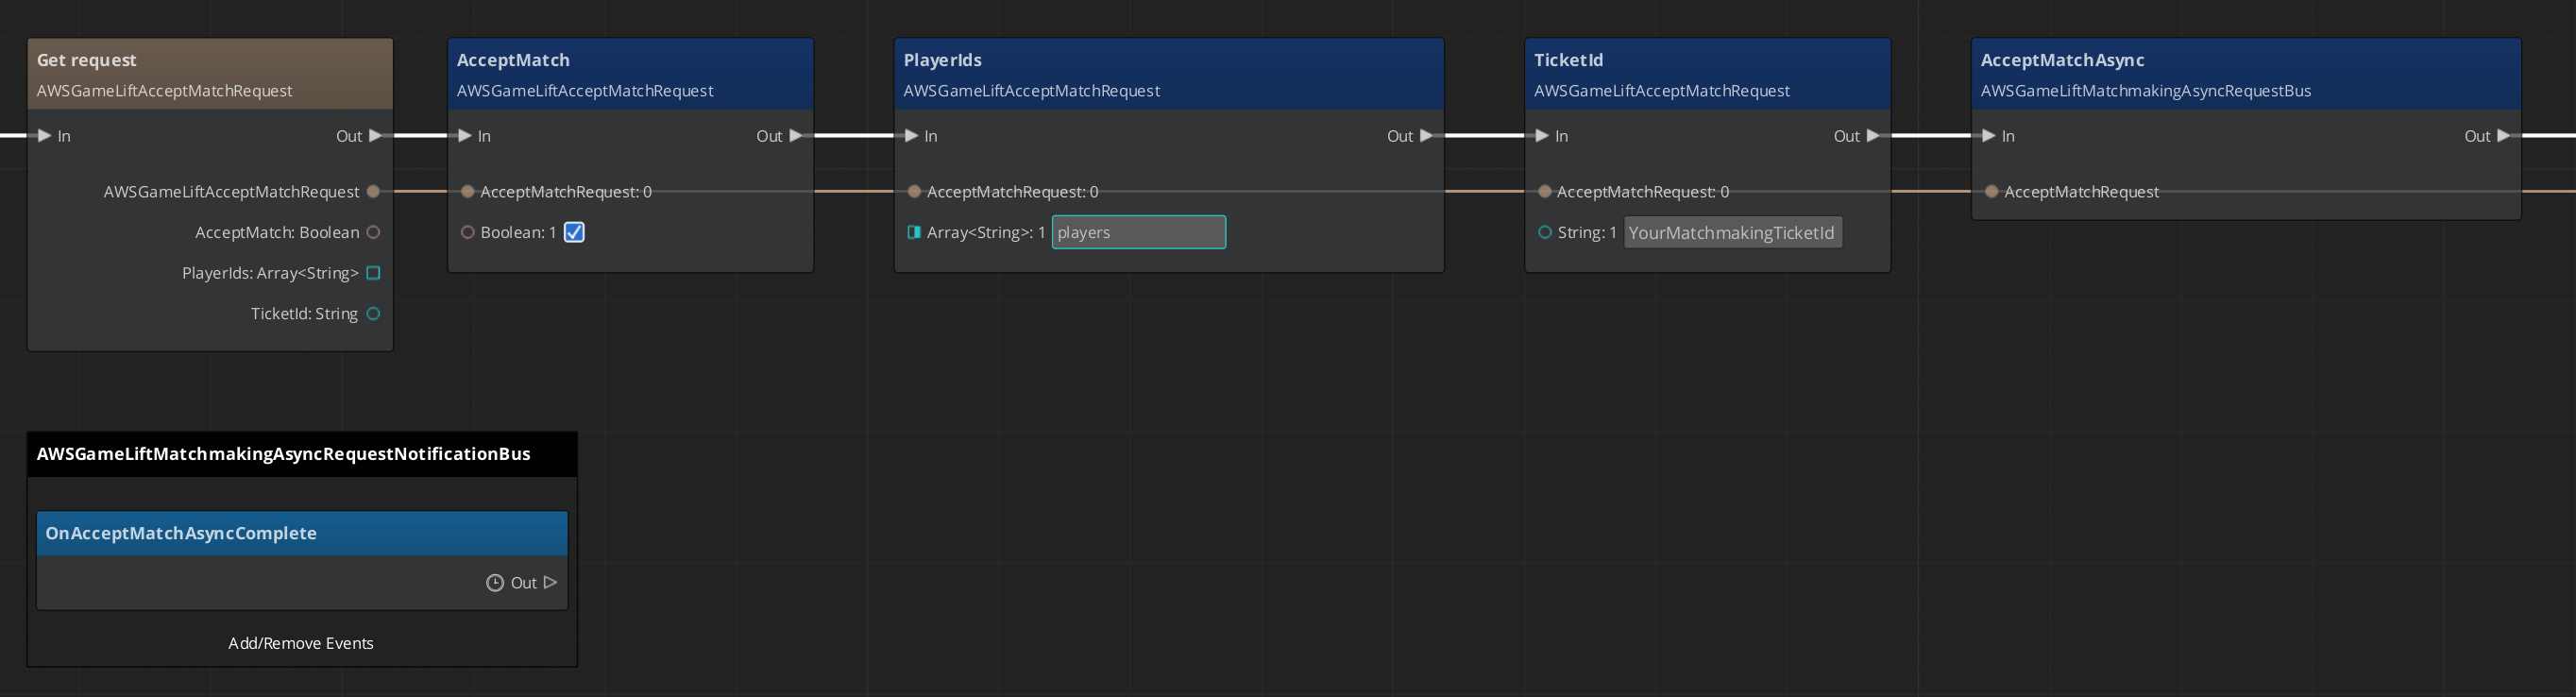 Get request
AWSGameLiftAcceptMatchRequest
In
Out
AWSGameLiftAcceptMatchRequest
AcceptMatch: Boolean
PlayerIds: Array<String>
TicketId: String
AcceptMatch
AWSGameLiftAcceptMatchRequest
In
Out
AcceptMatchRequest: 0
Boolean: 1
PlayerIds
AWSGameLiftAcceptMatchRequest
In
Out
AcceptMatchRequest: 0
Array<String>: 1 players
TicketId
AWSGameLiftAcceptMatchRequest
In
Out
AcceptMatchRequest: 0
String: 1 YourMatchmakingTicketId
AcceptMatchAsync
AWSGameLiftMatchmakingAsyncRequestBus
In
Out
AcceptMatchRequest
AWSGameLiftMatchmakingAsyncRequestNotificationBus
OnAcceptMatchAsyncComplete
Out
Add/Remove Events